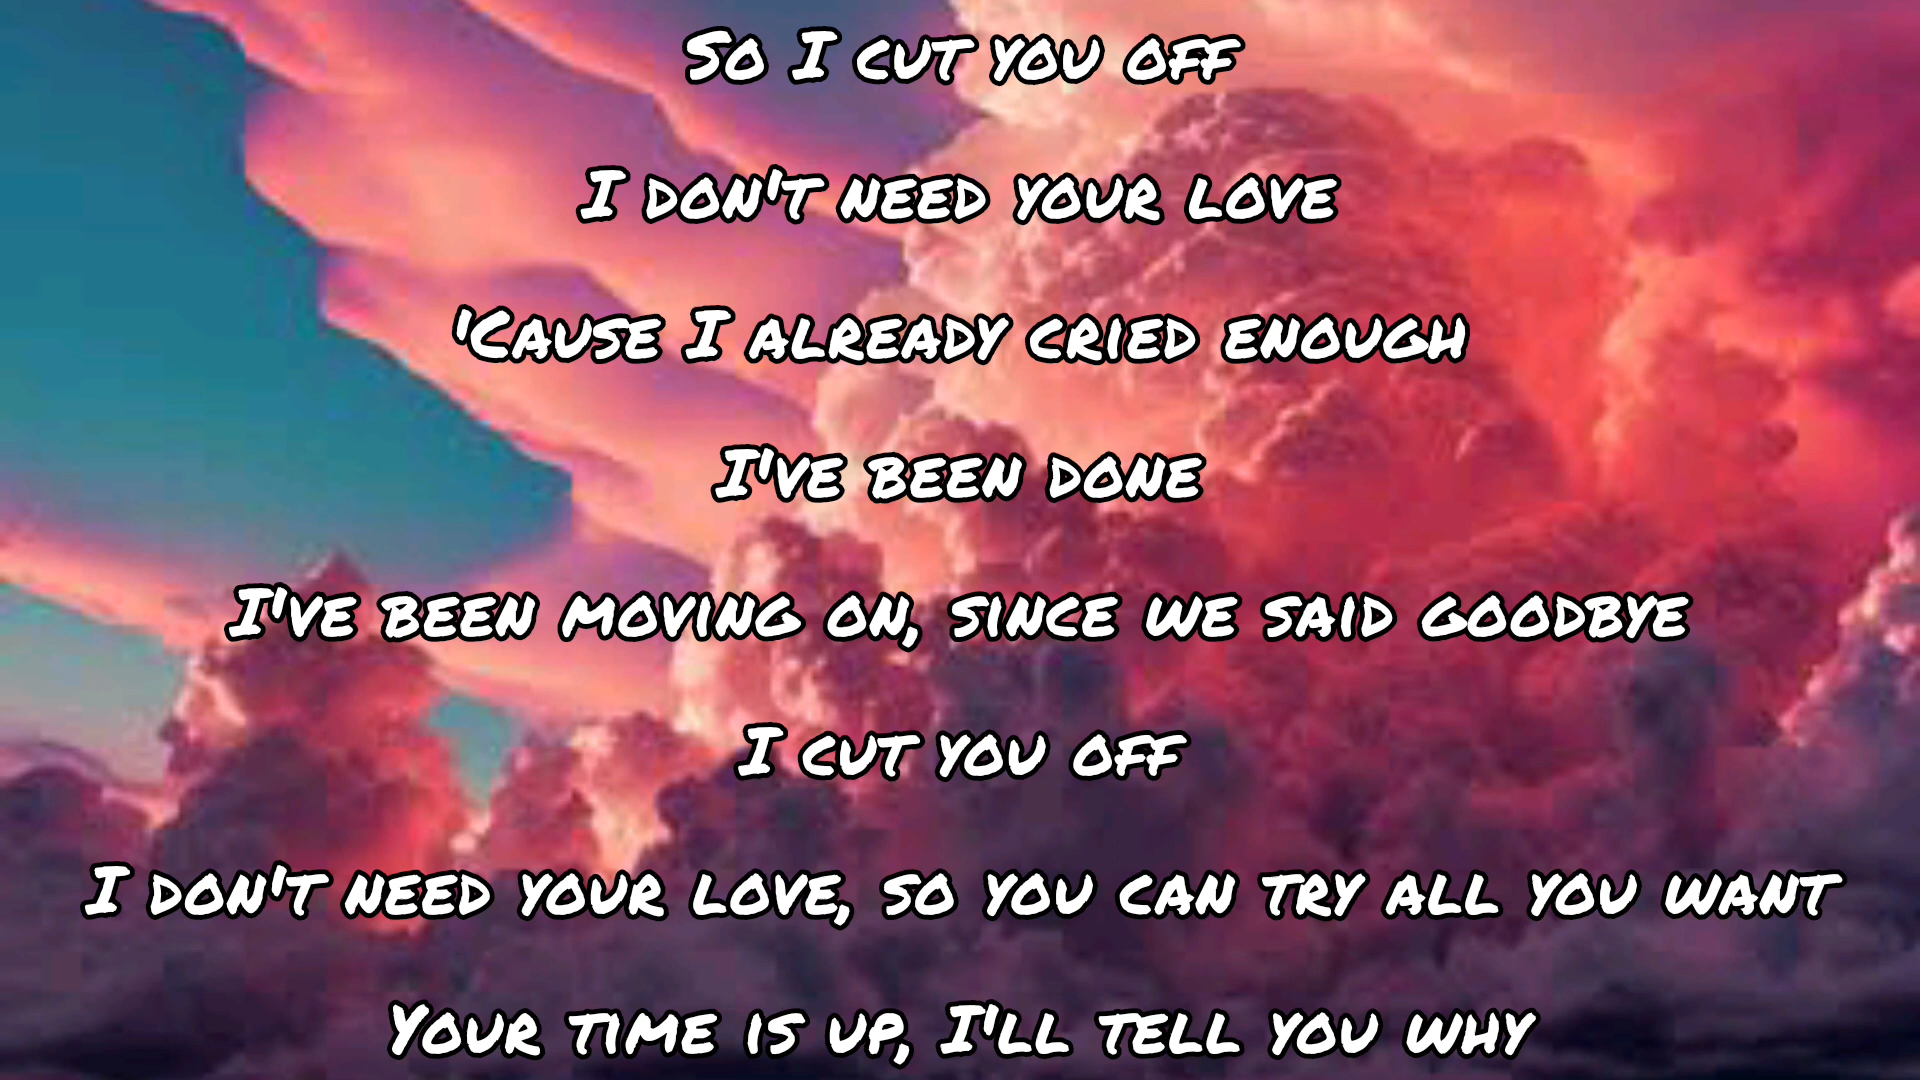 So I cut you off
I don't need your love
'Cause I already cried enough
I've been done
I've been moving on, since we said goodbye
I cut you off
I don't need your love, so you can try all you want
Your time is up, I'll tell you why